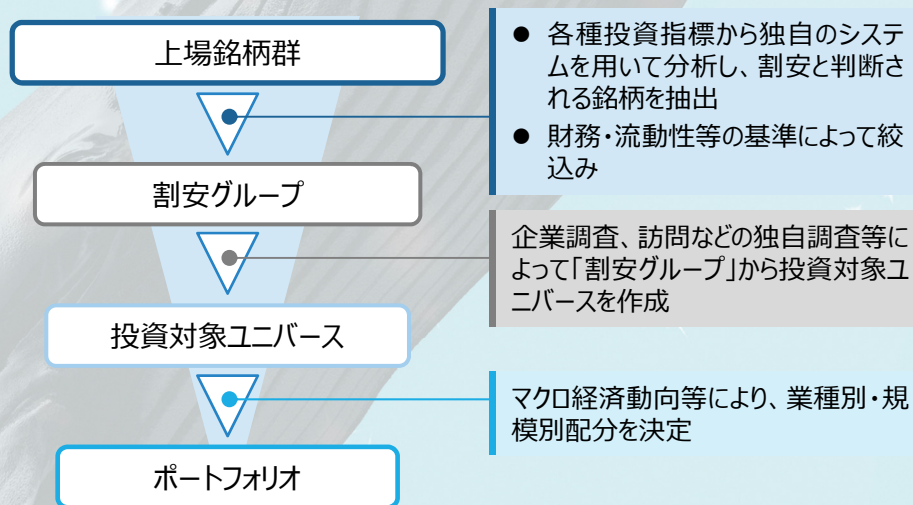 上場銘柄群
● 各種投資指標から独自のシステ
ムを用いて分析し、割安と判断さ
れる銘柄を抽出
● 財務・流動性等の基準によって絞
込み
割安グループ
企業調査、訪問などの独自調査等に
よって「割安グループ」から投資対象ユ
ニバースを作成
投資対象ユニバース
マクロ経済動向等により、業種別・規
模別配分を決定
ポートフォリオ